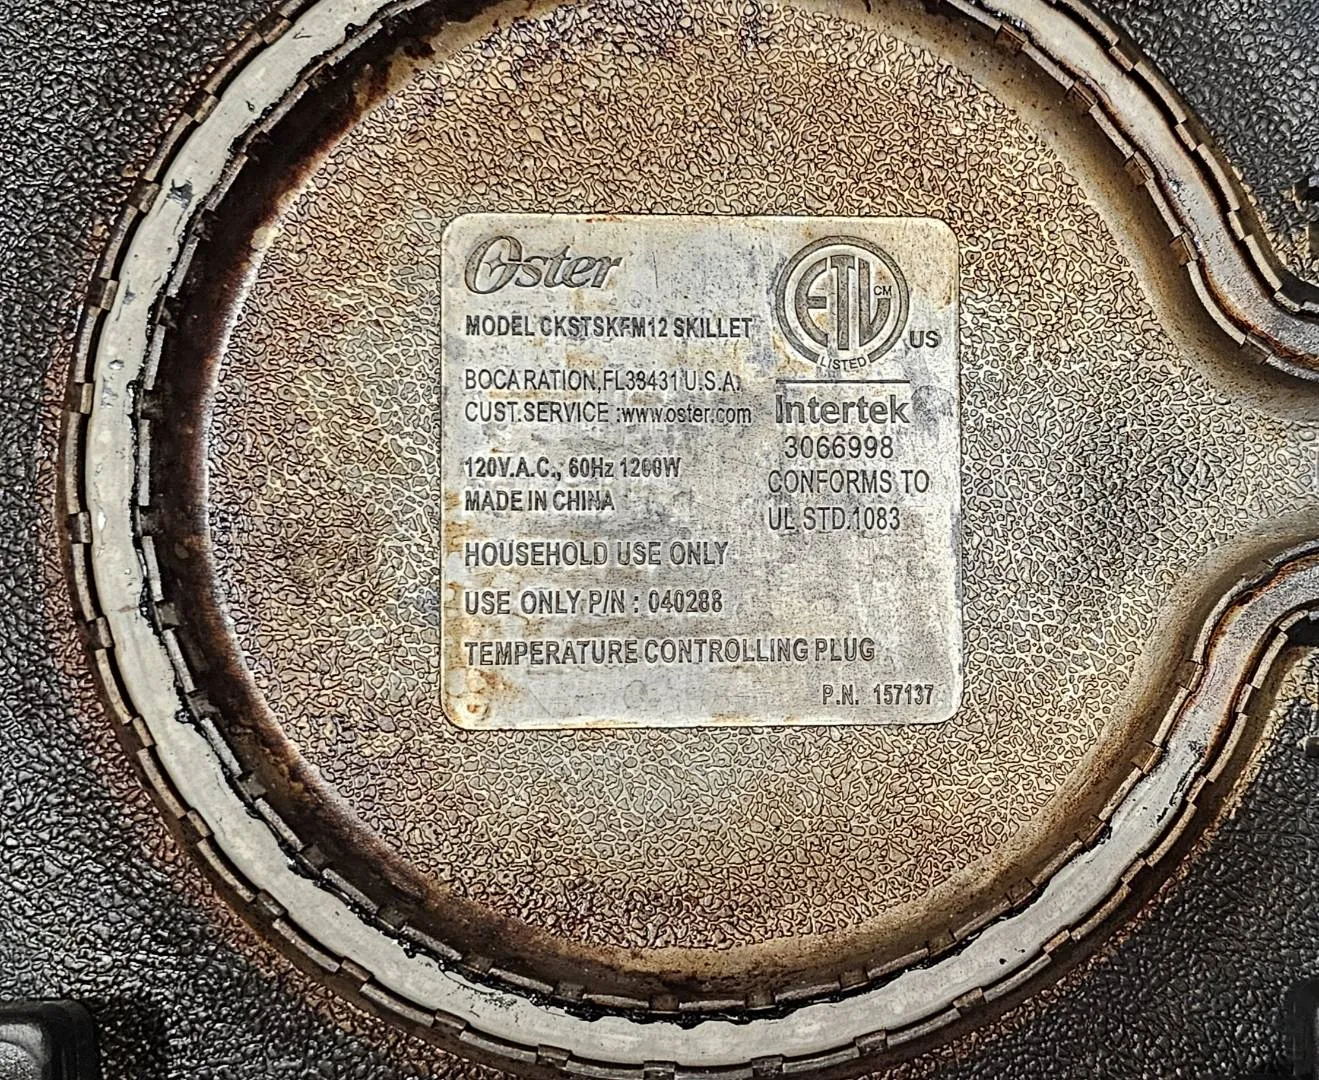 Oster
MODEL CKSTSKFM12 SKILLET
BOCA RATION,FL33431 U.S.A.
CUST.SERVICE :www.oster.com
120V.A.C., 60Hz 1200W
MADE IN CHINA
HOUSEHOLD USE ONLY
USE ONLY P/N : 040288
TEMPERATURE CONTROLLING PLUG
P.N. 157137
ETL CM
LISTED
US
Intertek
3066998
CONFORMS TO
UL STD.1083